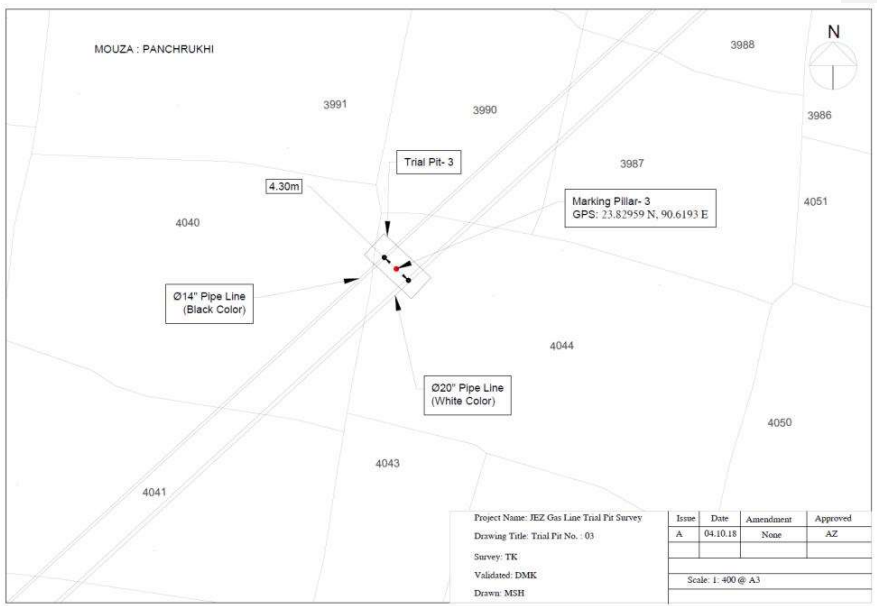 MOUZA : PANCHRUKHI
N
3988
3991
3990
3986
Trial Pit- 3
3987
4.30m
Marking Pillar- 3
GPS: 23.82959 N, 90.6193 E
4051
4040
Ø14" Pipe Line
(Black Color)
4044
Ø20" Pipe Line
(White Color)
4050
4043
4041
Project Name: JEZ Gas Line Trial Pit Survey
Drawing Title: Trial Pit No. : 03
Survey: TK
Validated: DMK
Drawn: MSH
Issue Date Amendment Approved
A 04.10.18 None AZ
Scale: 1: 400 @ A3